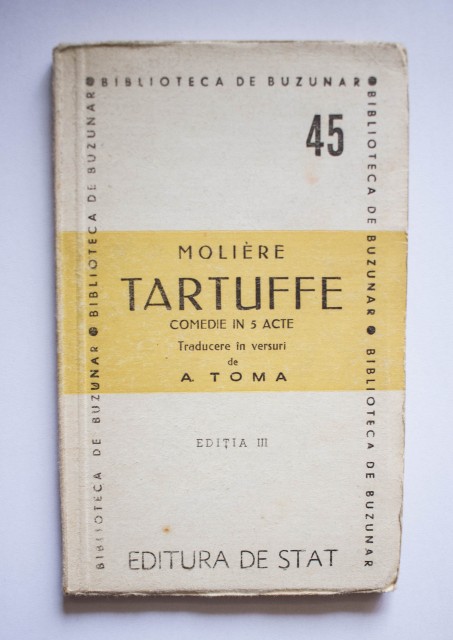 BIBLIOTECA DE BUZUNAR
45
MOLIÈRE
TARTUFFE
COMEDIE IN 5 ACTE
Traducere în versuri
de
A. TOMA
EDIȚIA III
EDITURA DE STAT
BIBLIOTECA DE BUZUNAR ● BIBLIOTECA DE BUZUNAR
BIBLIOTECA DE BUZUNAR ● BIBLIOTECA DE BUZUNAR